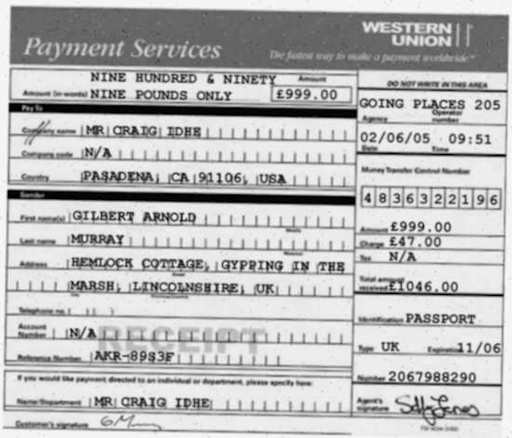 WESTERN UNION
Payment Services
The fastest way to make a payment worldwide
NINE HUNDRED & NINETY
Amount
Amount (in words) NINE POUNDS ONLY £999.00
DO NOT WRITE IN THIS AREA
GOING PLACES 205
Agency Operator number
02/06/05 09:51
Date Time
Pay To
Company name MR CRAIG IDHE
Company code N/A
Country PASADENA, CA 91106, USA
Money Transfer Control Number
4836322196
Sender
First name(s) GILBERT ARNOLD
Last name MURRAY
Address HEMLOCK COTTAGE, GYPPING IN THE
MARSH, LINCOLNSHIRE, UK
Telephone no.
Account Number N/A
RECEIPT
Reference Number AKR-89S3F
Amount £999.00
Charge £47.00
Tax N/A
Total amount received £1046.00
Identification PASSPORT
Type UK Expiration 11/06
Number 2067988290
If you would like payment directed to an individual or department, please specify here:
Name/Department MR CRAIG IDHE
Customer's signature
Agent's signature